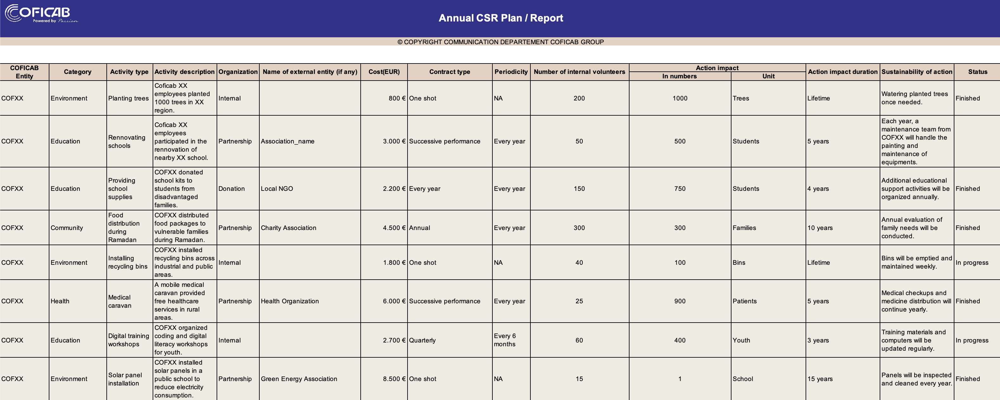 COFICAB
Powered by Passion
Annual CSR Plan / Report
© COPYRIGHT COMMUNICATION DEPARTEMENT COFICAB GROUP
COFICAB
Entity
Category
Activity type
Activity description
Organization
Name of external entity (if any)
Cost(EUR)
Contract type
Periodicity
Number of internal volunteers
Action impact
In numbers
Unit
Action impact duration
Sustainability of action
Status
COFXX
Environment
Planting trees
Coficab XX
employees planted
1000 trees in XX
region.
Internal
800 €
One shot
NA
200
1000
Trees
Lifetime
Watering planted trees
once needed.
Finished
COFXX
Education
Rennovating
schools
Coficab XX
employees
participated in the
rennovation of
nearby XX school.
Partnership
Association_name
3.000 €
Successive performance
Every year
50
500
Students
5 years
Each year, a
maintenance team from
COFXX will handle the
painting and
maintenance of
equipments.
COFXX
Education
Providing
school
supplies
COFXX donated
school kits to
students from
disadvantaged
families.
Donation
Local NGO
2.200 €
Every year
Every year
150
750
Students
4 years
Additional educational
support activities will be
organized annually.
Finished
COFXX
Community
Food
distribution
during
Ramadan
COFXX distributed
food packages to
vulnerable families
during Ramadan.
Partnership
Charity Association
4.500 €
Annual
Every year
300
300
Families
10 years
Annual evaluation of
family needs will be
conducted.
Finished
COFXX
Environment
Installing
recycling bins
COFXX installed
recycling bins across
industrial and public
areas.
Internal
1.800 €
One shot
NA
40
100
Bins
Lifetime
Bins will be emptied and
maintained weekly.
In progress
COFXX
Health
Medical
caravan
A mobile medical
caravan provided
free healthcare
services in rural
areas.
Partnership
Health Organization
6.000 €
Successive performance
Every year
25
900
Patients
5 years
Medical checkups and
medicine distribution will
continue yearly.
Finished
COFXX
Education
Digital training
workshops
COFXX organized
coding and digital
literacy workshops
for youth.
Internal
2.700 €
Quarterly
Every 6
months
60
400
Youth
3 years
Training materials and
computers will be
updated regularly.
In progress
COFXX
Environment
Solar panel
installation
COFXX installed
solar panels in a
public school to
reduce electricity
consumption.
Partnership
Green Energy Association
8.500 €
One shot
NA
15
1
School
15 years
Panels will be inspected
and cleaned every year.
Finished